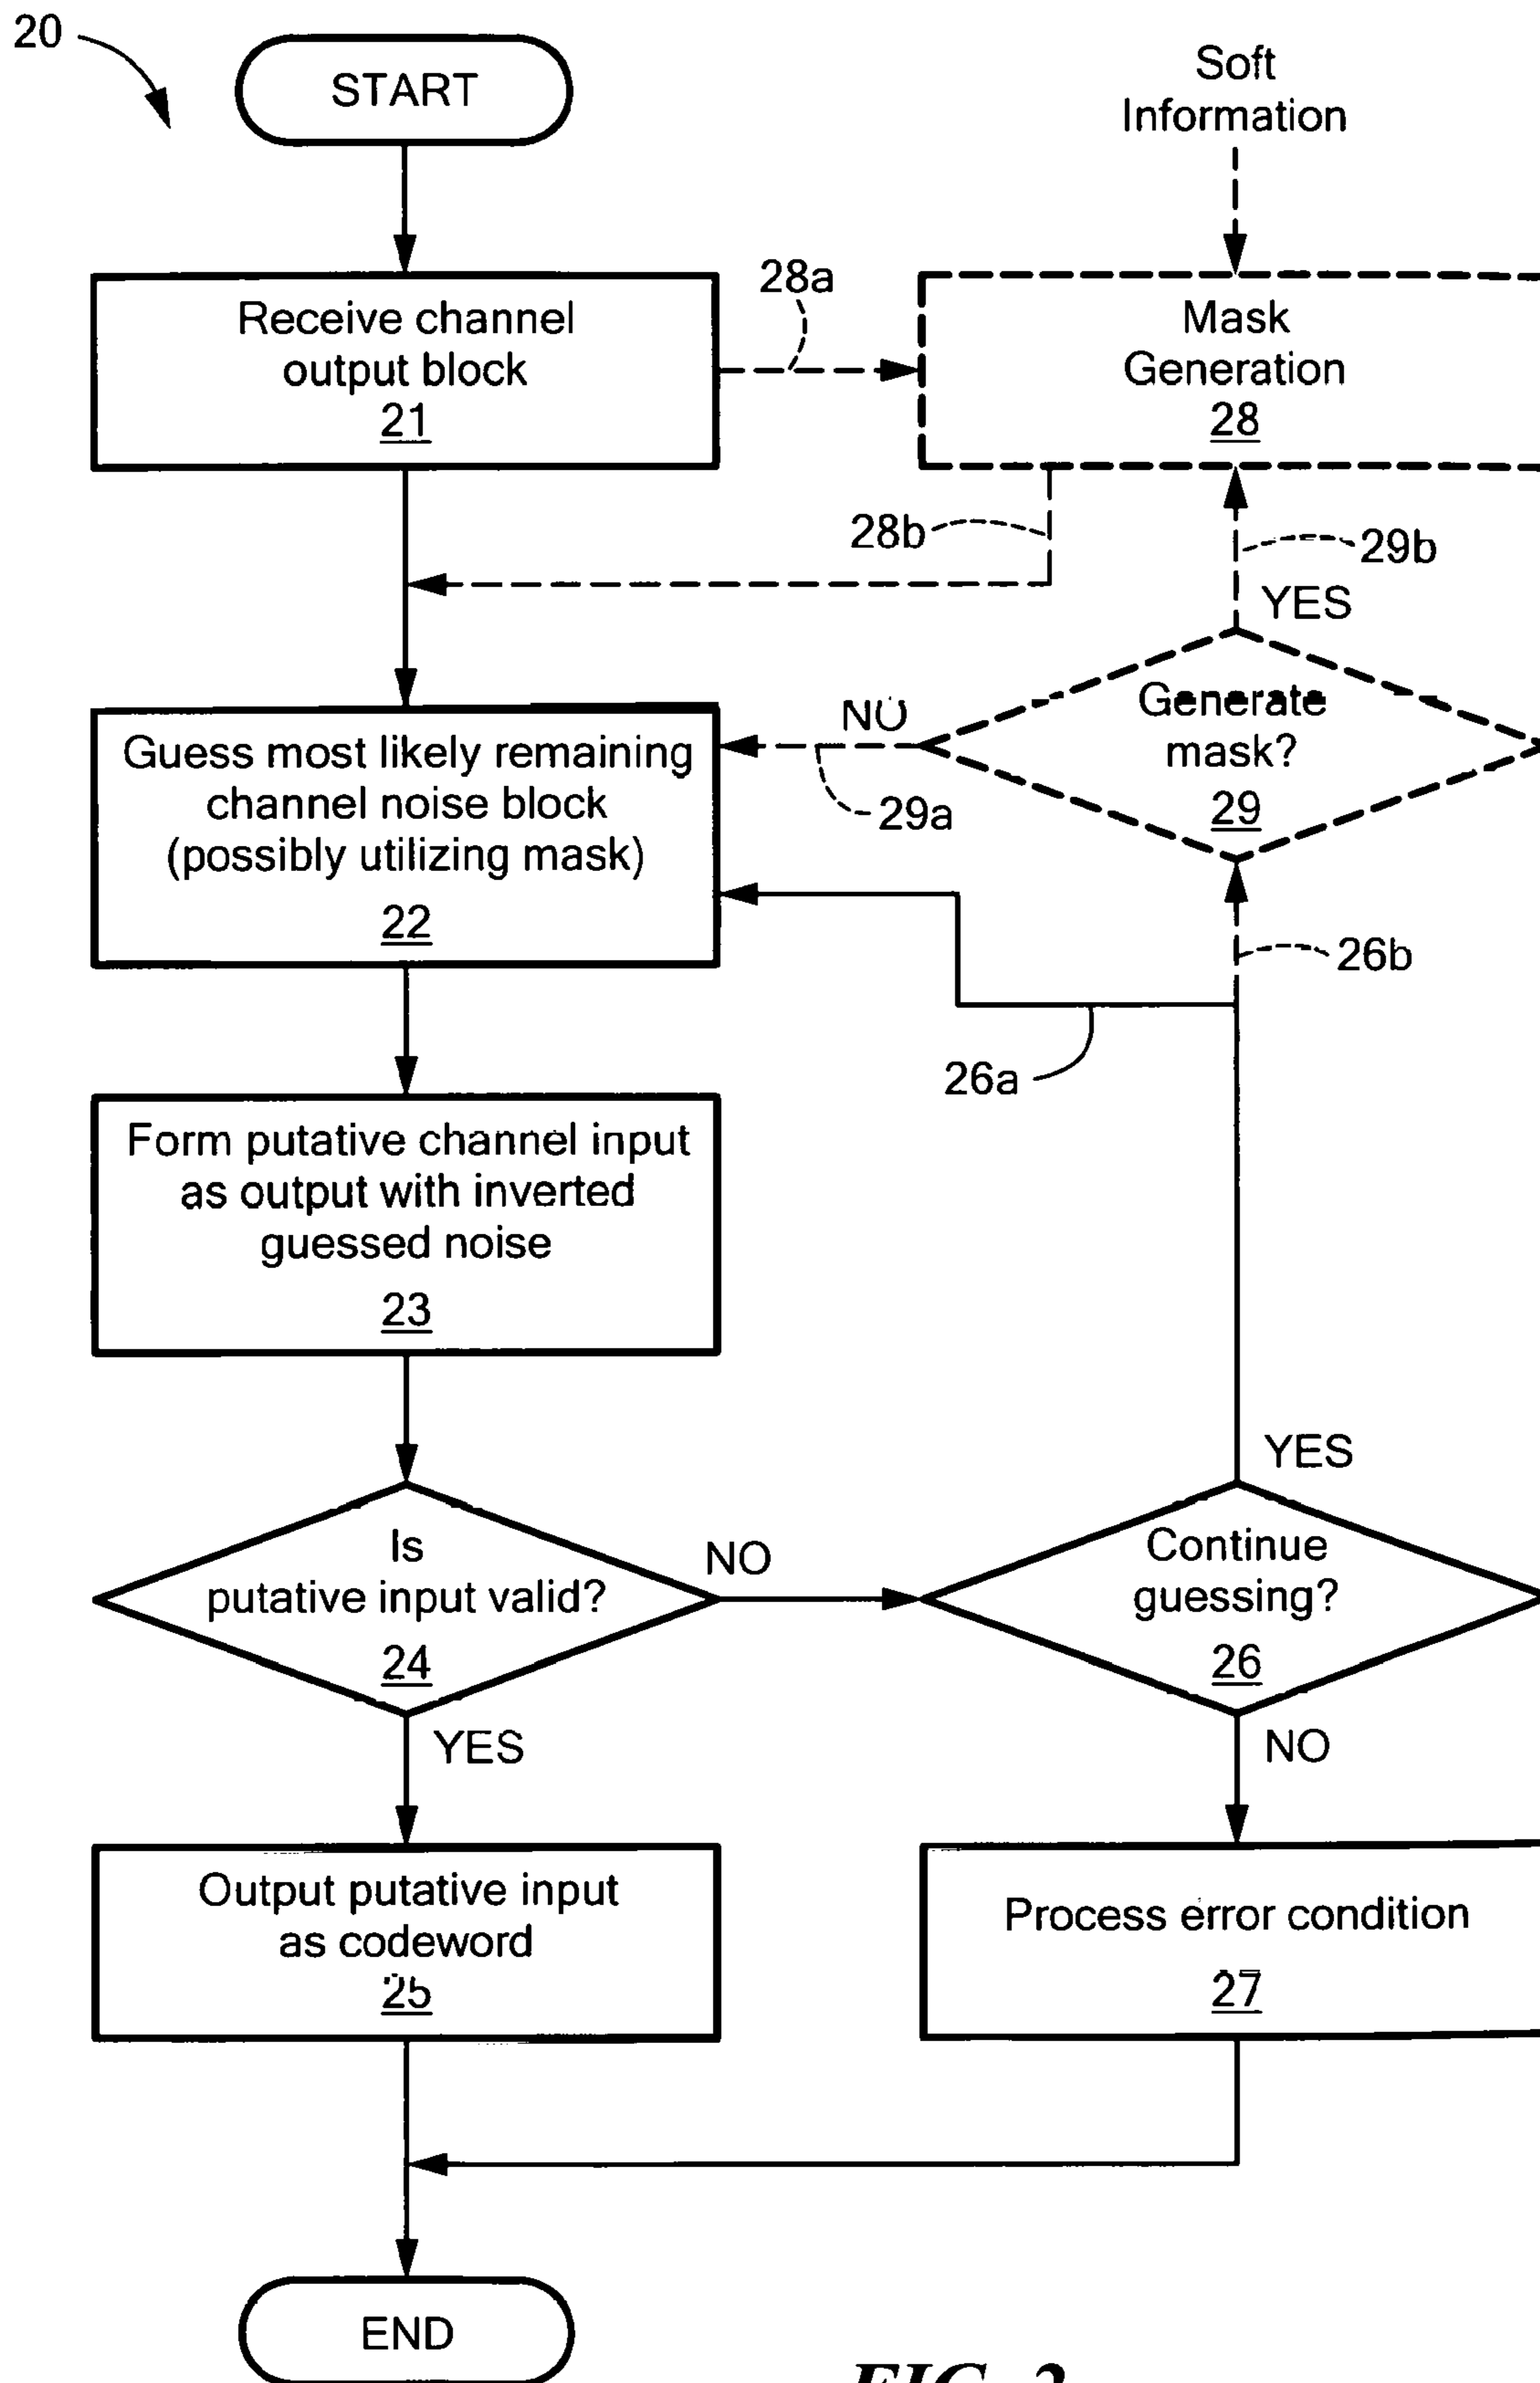 20
START
Soft
Information
Receive channel
output block
21
28a
Mask
Generation
28
28b
29b
YES
Guess most likely remaining
channel noise block
(possibly utilizing mask)
22
NO
29a
Generate
mask?
29
26b
26a
Form putative channel input
as output with inverted
guessed noise
23
YES
Is
putative input valid?
24
NO
Continue
guessing?
26
YES
NO
Output putative input
as codeword
25
Process error condition
27
END
FIG. 2